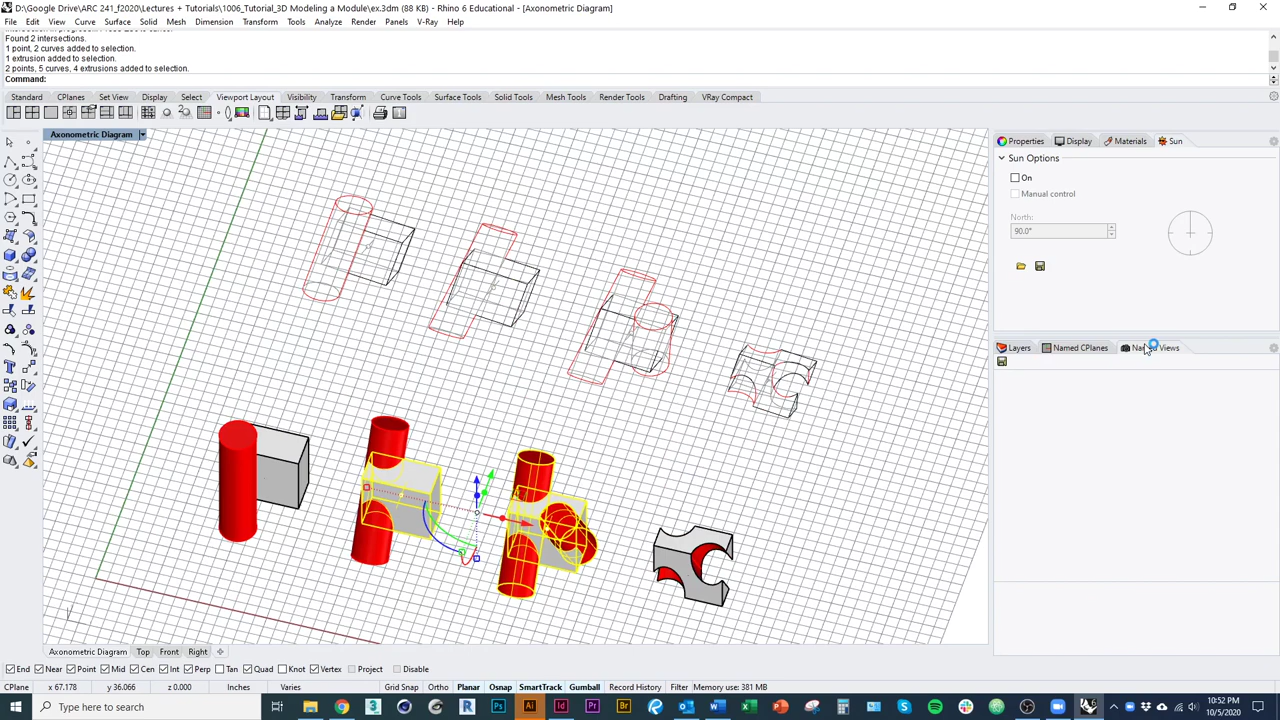 D:\Google Drive\ARC 241_f2020\Lectures + Tutorials\1006_Tutorial_3D Modeling a Module\ex.3dm (88 KB) - Rhino 6 Educational - [Axonometric Diagram]
File Edit View Curve Surface Solid Mesh Dimension Transform Tools Analyze Render Panels V-Ray Help
Found 2 intersections.
1 point, 2 curves added to selection.
1 extrusion added to selection.
2 points, 5 curves, 4 extrusions added to selection.
Command:
Standard CPlanes Set View Display Select Viewport Layout Visibility Transform Curve Tools Surface Tools Solid Tools Mesh Tools Render Tools Drafting VRay Compact
Axonometric Diagram
Properties Display Materials Sun
Sun Options
On
Manual control
North:
90.0°
Layers Named CPlanes Views
Axonometric Diagram Top Front Right
End Near Point Mid Cen Int Perp Tan Quad Knot Vertex Project Disable
CPlane x 67.178 y 36.066 z 0.000 Inches Varies Grid Snap Ortho Planar Osnap SmartTrack Gumball Record History Filter Memory use: 381 MB
Type here to search
10:52 PM
10/5/2020